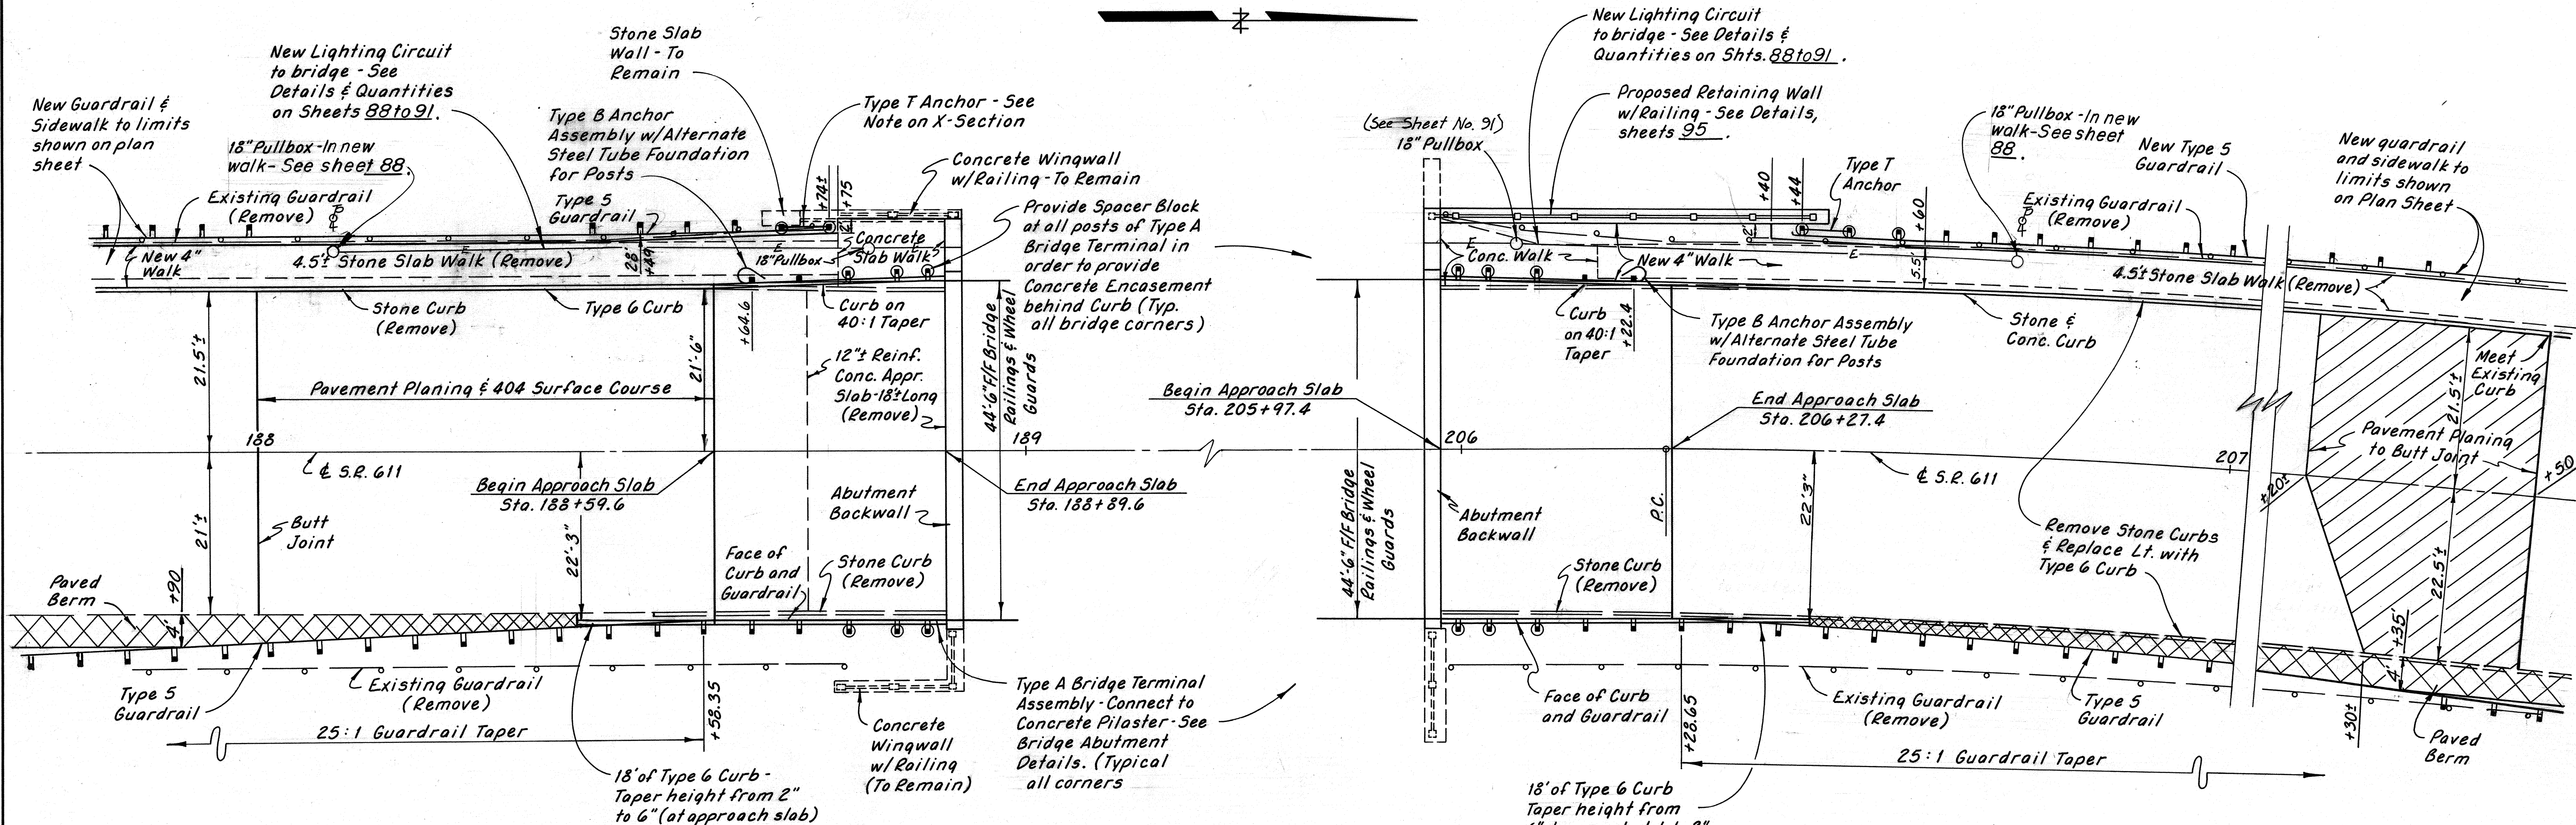 New Guardrail &
Sidewalk to limits
shown on plan
sheet
New Lighting Circuit
to bridge - See
Details & Quantities
on Sheets 88to91.
18"Pullbox-In new
walk- See sheet 88.
Existing Guardrail
(Remove)
Stone Slab
Wall - To
Remain
Type B Anchor
Assembly w/Alternate
Steel Tube Foundation
for Posts
Type 5
Guardrail
Type T Anchor - See
Note on X-Section
+74±
+75
Concrete Wingwall
w/Railing - To Remain
Provide Spacer Block
at all posts of Type A
Bridge Terminal in
order to provide
Concrete Encasement
behind Curb (Typ.
all bridge corners)
New 4"
Walk
4.5'± Stone Slab Walk (Remove)
E
+49
E
18"Pullbox
2'
Concrete
Slab Walk
E
5'
Stone Curb
(Remove)
Type 6 Curb
+64.6
Curb on
40:1 Taper
21.5'±
Pavement Planing & 404 Surface Course
21'-6"
12"± Reinf.
Conc. Appr.
Slab-18'±Long
(Remove)
44'-6"F/F Bridge
Railings & Wheel
Guards
188
189
℄ S.R. 611
Begin Approach Slab
Sta. 188+59.6
Abutment
Backwall
End Approach Slab
Sta. 188+89.6
21'±
Butt
Joint
22'-3"
Face of
Curb and
Guardrail
Stone Curb
(Remove)
Paved
Berm
+90
4'
Type 5
Guardrail
Existing Guardrail
(Remove)
+58.35
25:1 Guardrail Taper
Concrete
Wingwall
w/Railing
(To Remain)
Type A Bridge Terminal
Assembly-Connect to
Concrete Pilaster-See
Bridge Abutment
Details. (Typical
all corners
18'of Type 6 Curb-
Taper height from 2"
to 6"(at approach slab)
New Lighting Circuit
to bridge - See Details &
Quantities on Shts. 88to91.
Proposed Retaining Wall
w/Railing - See Details,
sheets 95.
(See Sheet No. 91)
18" Pullbox
+40
+44
Type T
Anchor
+60
18"Pullbox-In new
walk-See sheet
88.
New Type 5
Guardrail
Existing Guardrail
(Remove)
New guardrail
and sidewalk to
limits shown
on Plan Sheet
E
Conc. Walk
New 4"Walk
2'
E
5.5'
4.5'±Stone Slab Walk (Remove)
Curb
on 40:1
Taper
+22.4
Type B Anchor Assembly
w/Alternate Steel Tube
Foundation for Posts
Stone &
Conc. Curb
Meet
Existing
Curb
21.5'±
Begin Approach Slab
Sta. 205+97.4
End Approach Slab
Sta. 206+27.4
Pavement Planing
to Butt Joint
206
207
℄ S.R. 611
+20±
+50
44'-6"F/F Bridge
Railings & Wheel
Guards
Abutment
Backwall
P.C.
22'3"
Remove Stone Curbs
& Replace Lt. with
Type 6 Curb
22.5'±
Stone Curb
(Remove)
4'
+35'
Face of Curb
and Guardrail
+28.65
Existing Guardrail
(Remove)
Type 5
Guardrail
+30±
Paved
Berm
25:1 Guardrail Taper
18'of Type 6 Curb
Taper height from